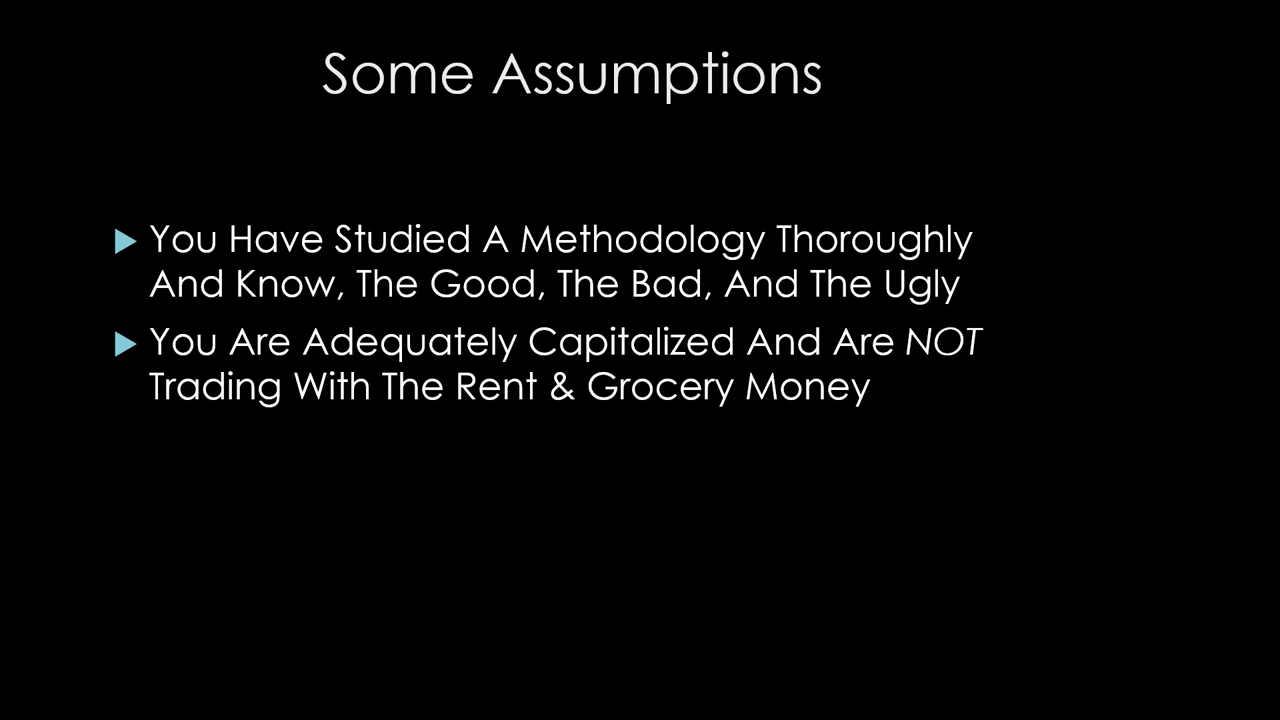 Some Assumptions
You Have Studied A Methodology Thoroughly
And Know, The Good, The Bad, And The Ugly
You Are Adequately Capitalized And Are NOT
Trading With The Rent & Grocery Money